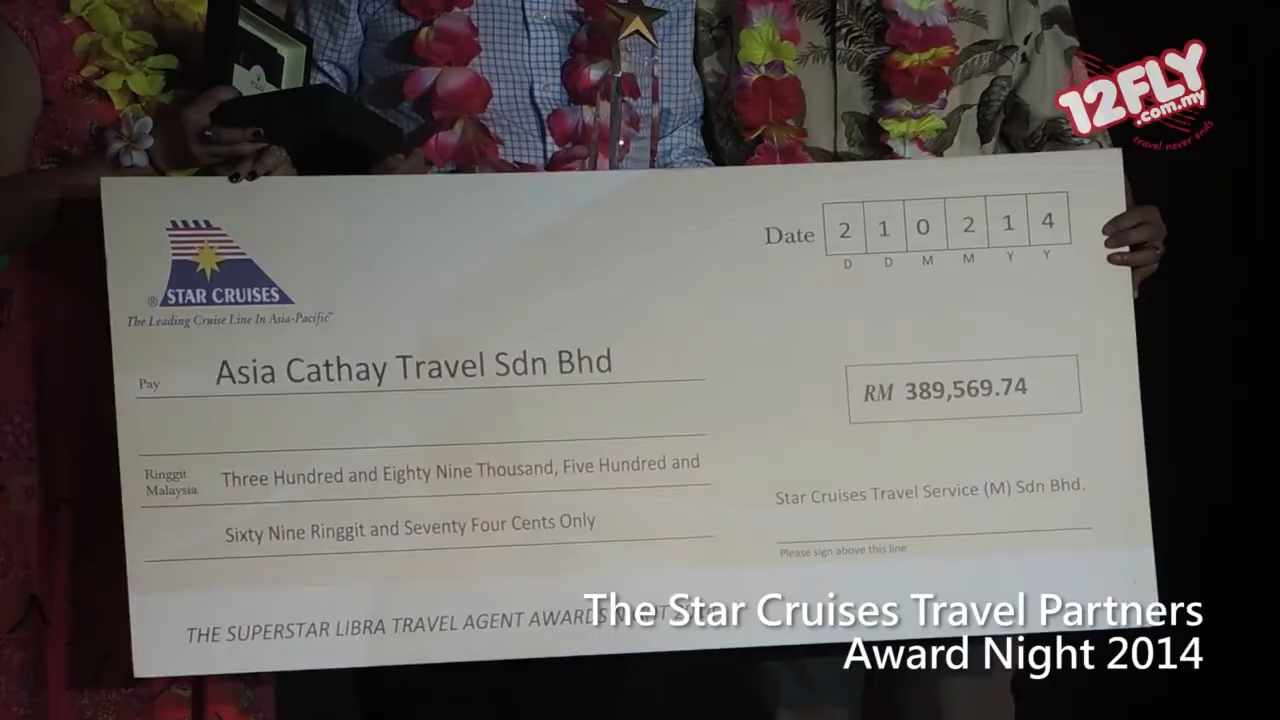 12FLY
.com.my
travel never ends
Date 2 1 0 2 1 4
D D M M Y Y
® STAR CRUISES
The Leading Cruise Line In Asia-Pacific
Pay Asia Cathay Travel Sdn Bhd
RM 389,569.74
Ringgit Malaysia Three Hundred and Eighty Nine Thousand, Five Hundred and
Sixty Nine Ringgit and Seventy Four Cents Only
Star Cruises Travel Service (M) Sdn Bhd.
Please sign above this line
THE SUPERSTAR LIBRA TRAVEL AGENT AWARDS
The Star Cruises Travel Partners
Award Night 2014